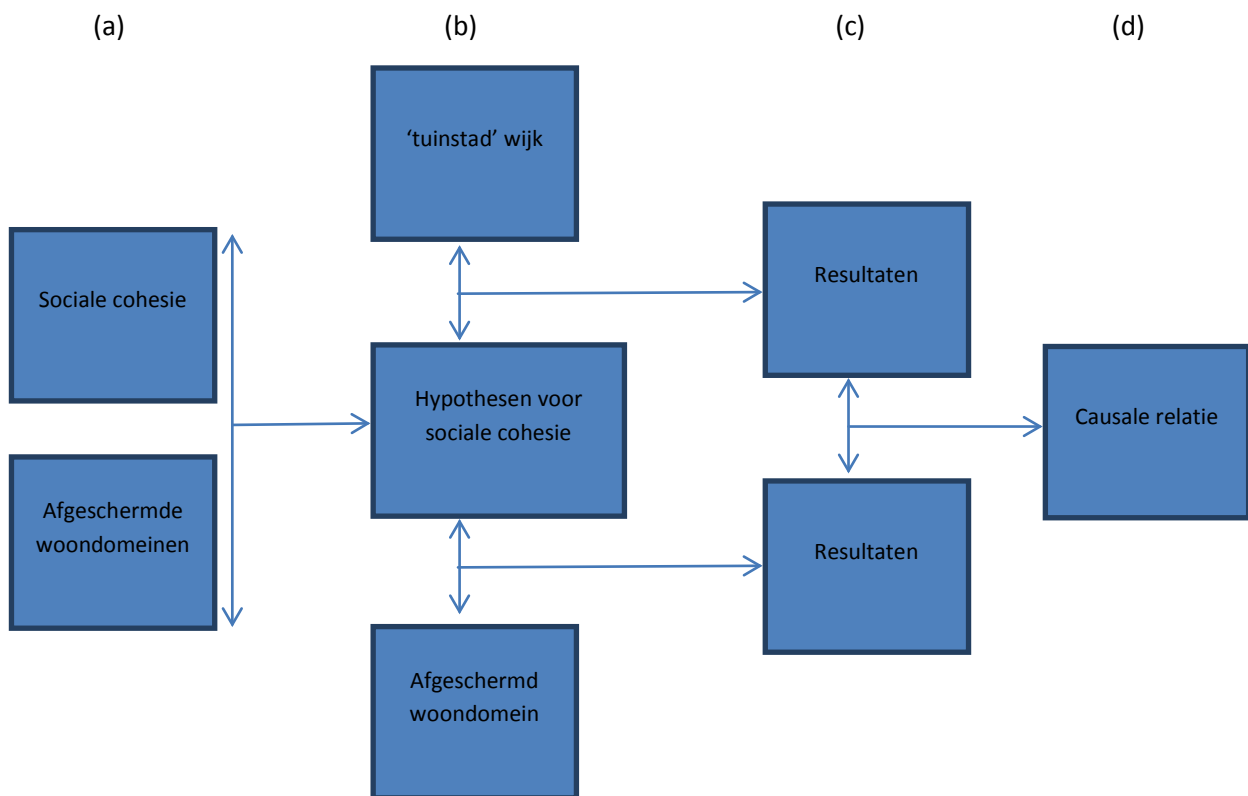 (a)
(b)
(c)
(d)
‘tuinstad’ wijk
Sociale cohesie
Afgeschermde
woondomeinen
Hypothesen voor
sociale cohesie
Afgeschermd
woondomein
Resultaten
Resultaten
Causale relatie